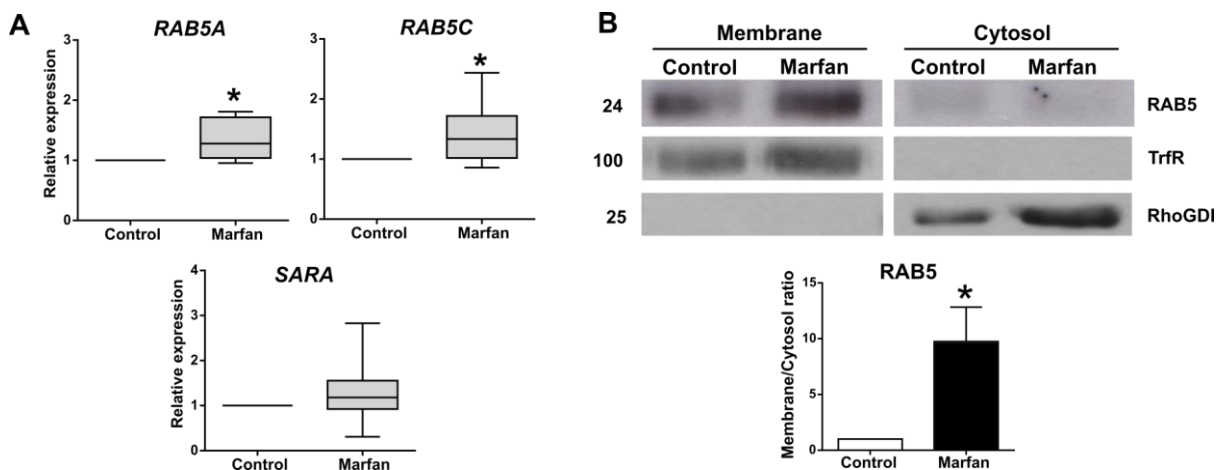 A
RAB5A
Relative expression
3
2
1
0
Control
Marfan
*
RAB5C
3
2
1
0
Control
Marfan
*
SARA
Relative expression
4
3
2
1
0
Control
Marfan
B
Membrane
Cytosol
Control
Marfan
Control
Marfan
24
RAB5
100
TrfR
25
RhoGDI
RAB5
Membrane/Cytosol ratio
15
10
5
0
*
Control
Marfan